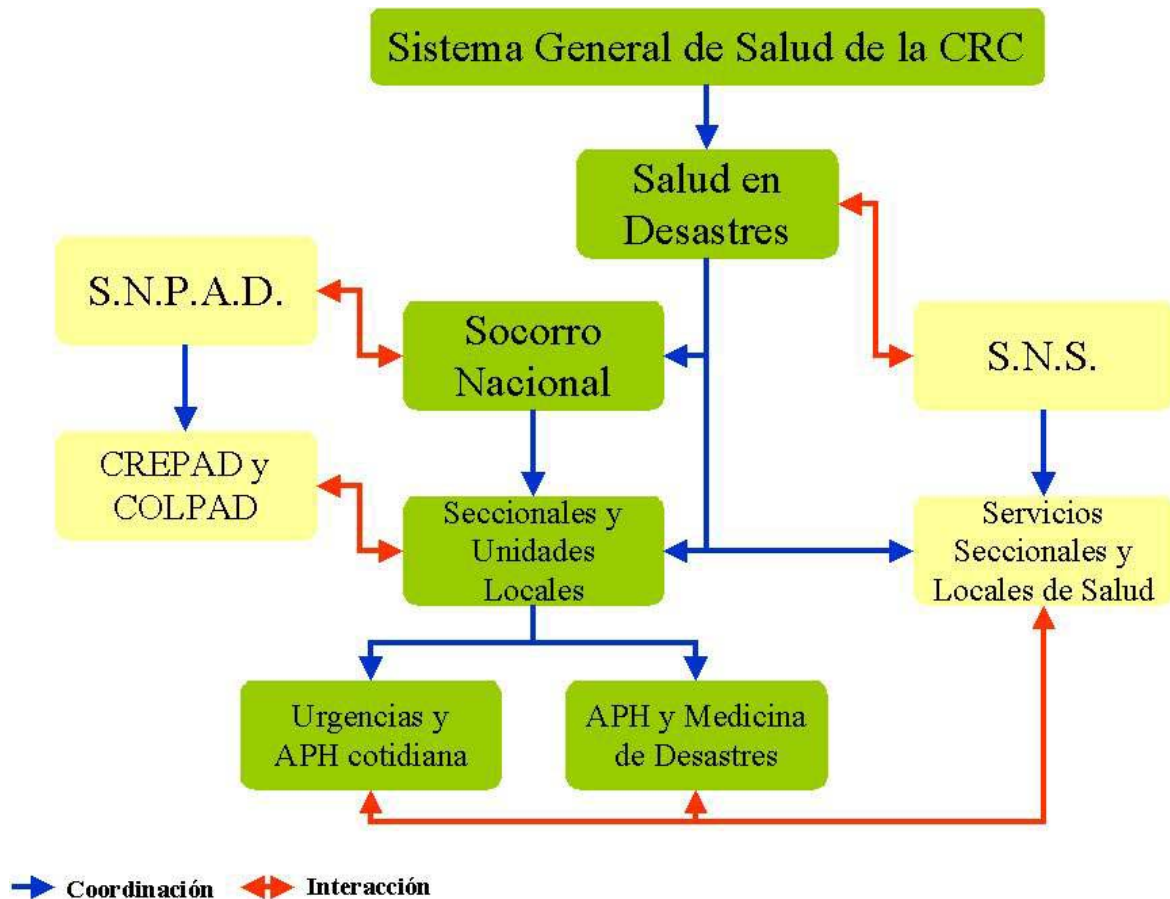 Sistema General de Salud de la CRC
Salud en
Desastres
S.N.P.A.D.
Socorro
Nacional
S.N.S.
CREPAD y
COLPAD
Seccionales y
Unidades
Locales
Servicios
Seccionales y
Locales de Salud
Urgencias y
APH cotidiana
APH y Medicina
de Desastres
Coordinación
Interacción